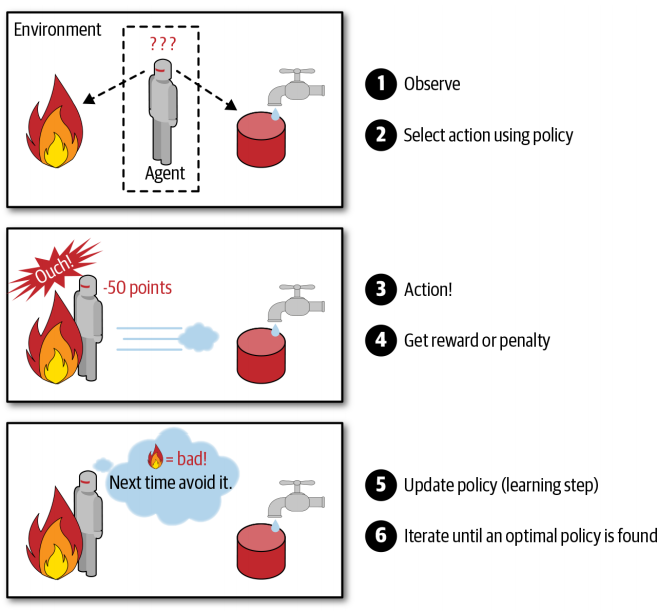 Environment
???
Agent
1 Observe
2 Select action using policy
Ouch!
-50 points
3 Action!
4 Get reward or penalty
= bad!
Next time avoid it.
5 Update policy (learning step)
6 Iterate until an optimal policy is found